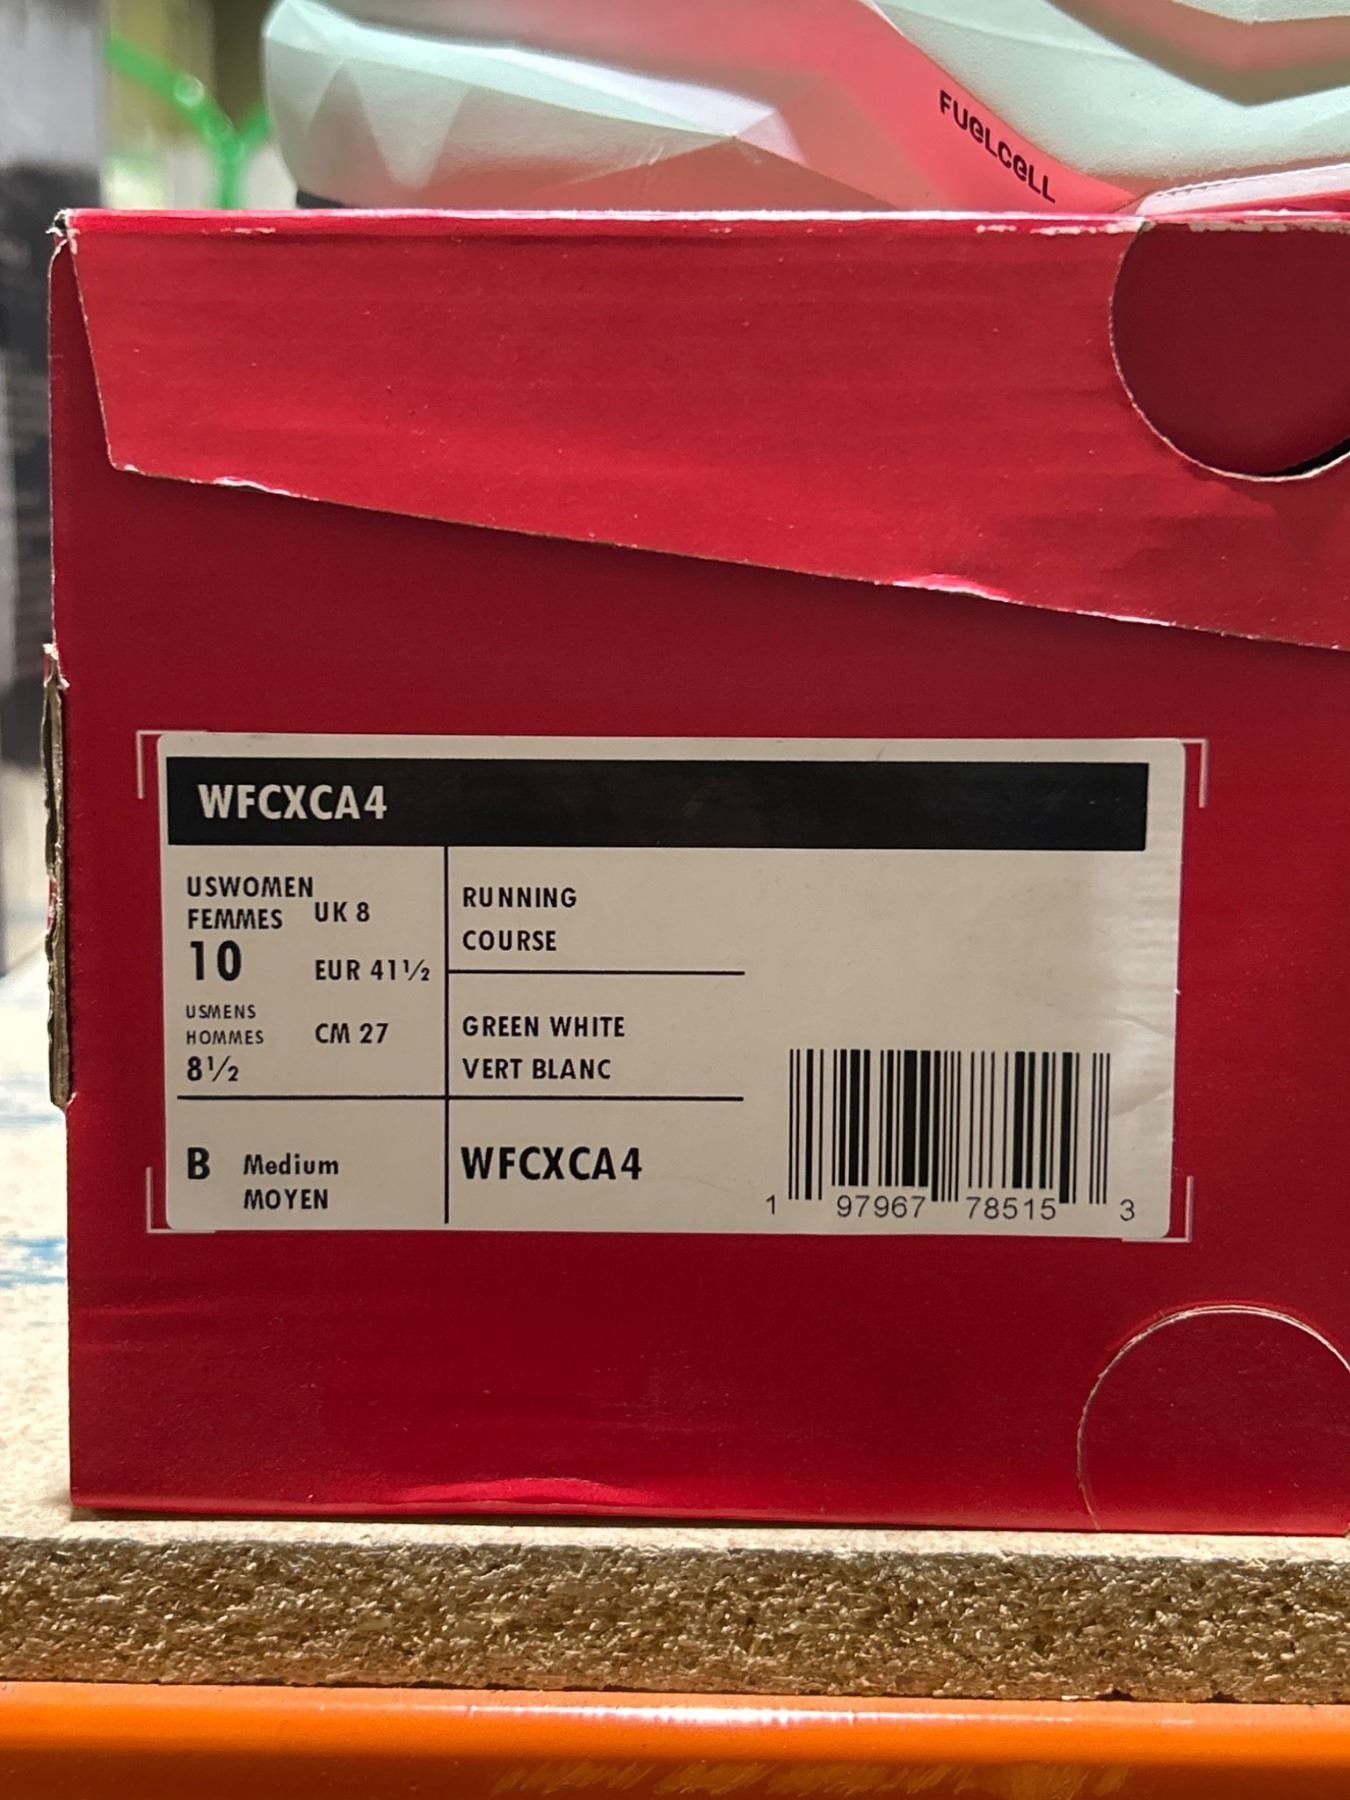 FUELCELL
WFCXCA4
USWOMEN
FEMMES
10
UK 8
EUR 41½
USMENS
HOMMES
8½
CM 27
RUNNING
COURSE
GREEN WHITE
VERT BLANC
B Medium
MOYEN
WFCXCA4
1 97967 78515 3